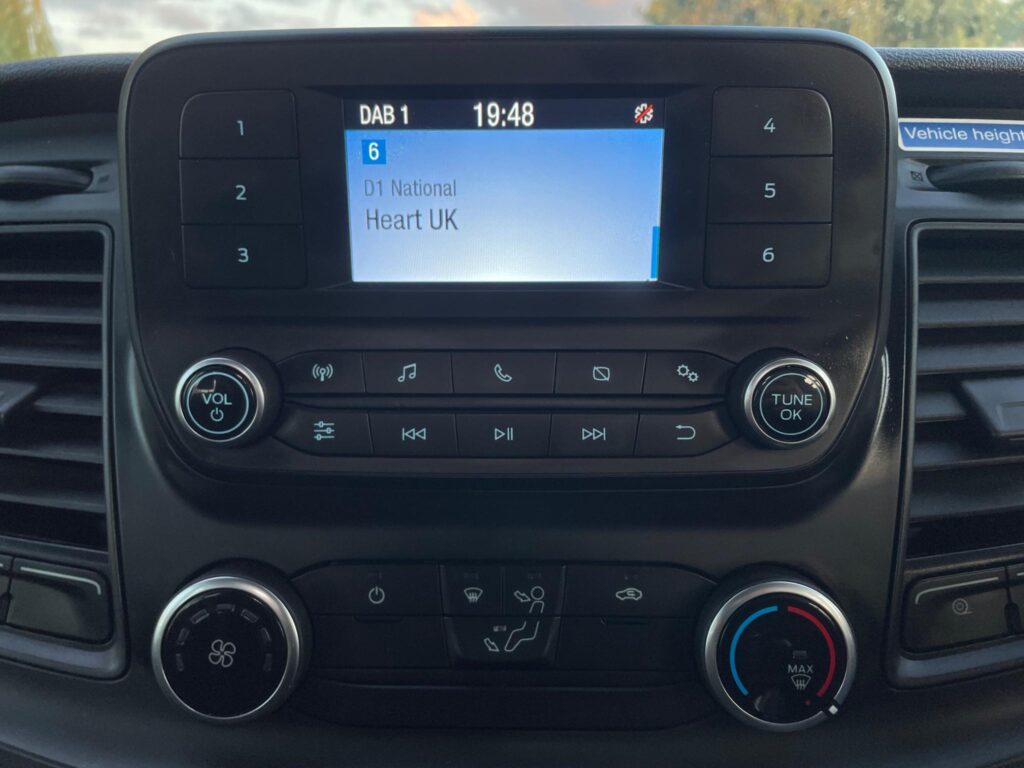 DAB 1 19:48
6
D1 National
Heart UK
1
2
3
4
5
6
Vehicle height
VOL
TUNE
OK
MAX